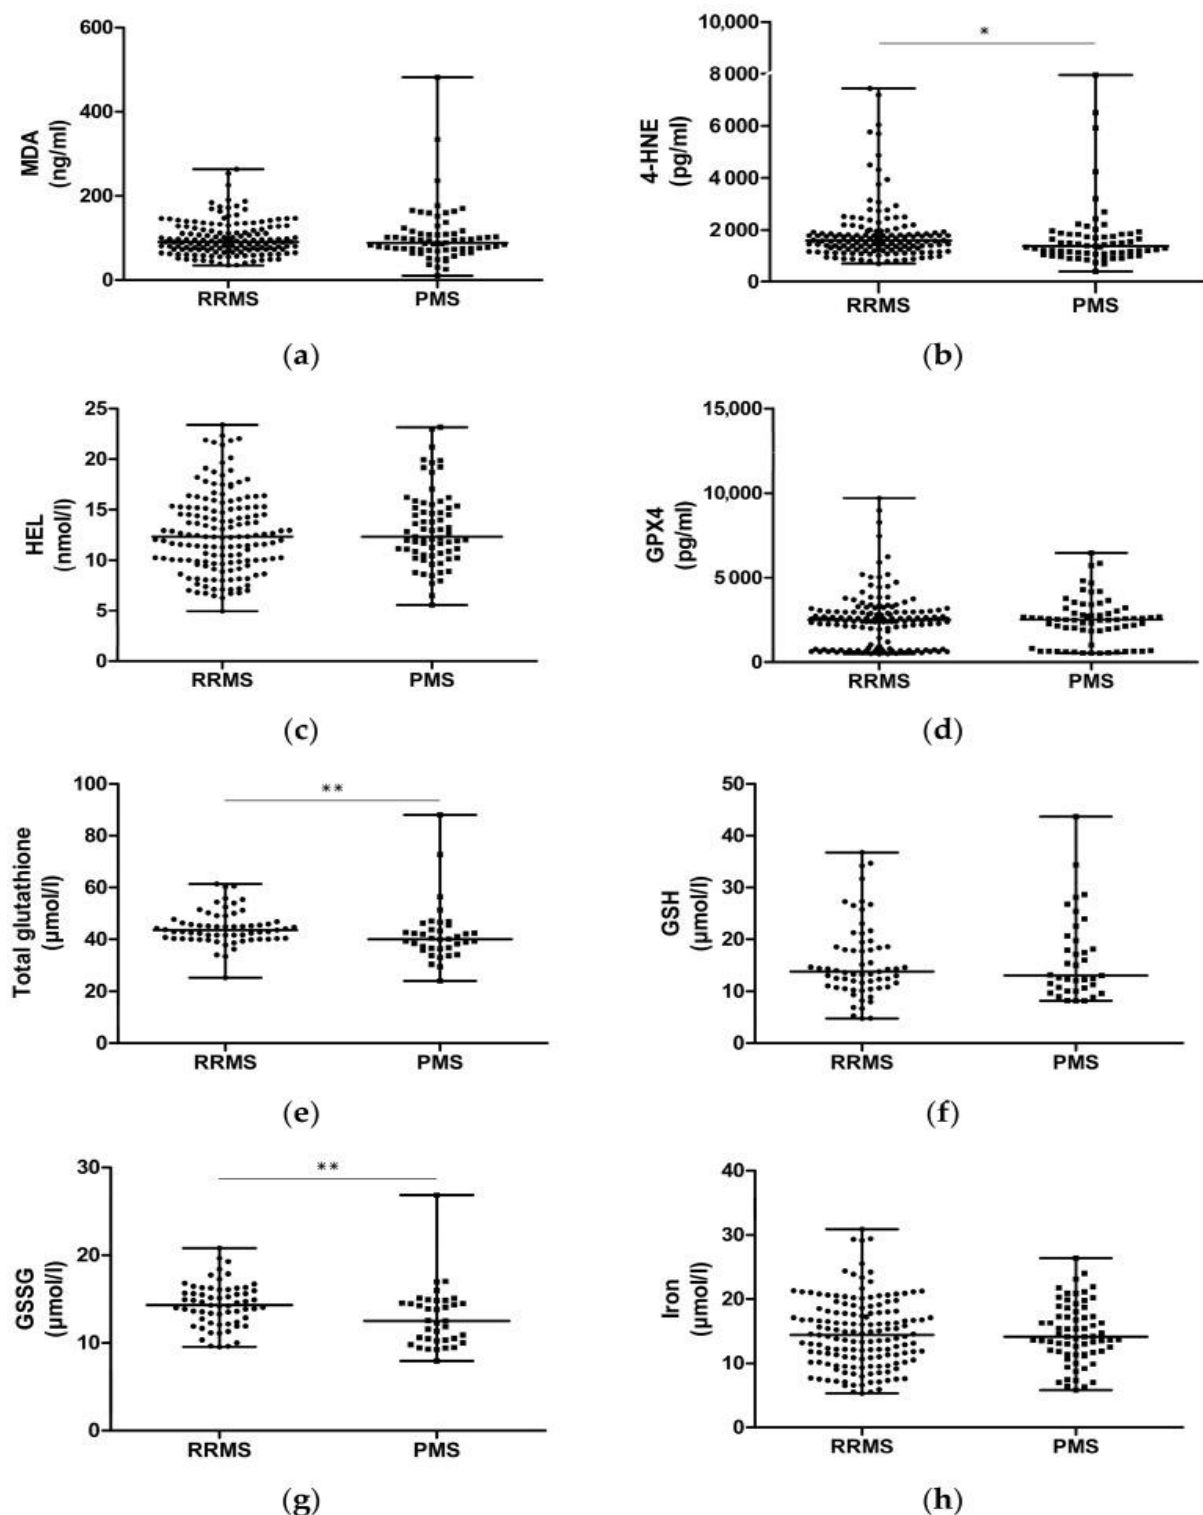 600
400
200
0
MDA
(ng/ml)
RRMS
PMS
(a)
10,000
8 000
6 000
4 000
2 000
0
4-HNE
(pg/ml)
*
RRMS
PMS
(b)
25
20
15
10
5
0
HEL
(nmol/l)
RRMS
PMS
(c)
15,000
10,000
5 000
0
GPX4
(pg/ml)
RRMS
PMS
(d)
100
80
60
40
20
0
Total glutathione
(µmol/l)
**
RRMS
PMS
(e)
50
40
30
20
10
0
GSH
(µmol/l)
RRMS
PMS
(f)
30
20
10
0
GSSG
(µmol/l)
**
RRMS
PMS
(g)
40
30
20
10
0
Iron
(µmol/l)
RRMS
PMS
(h)